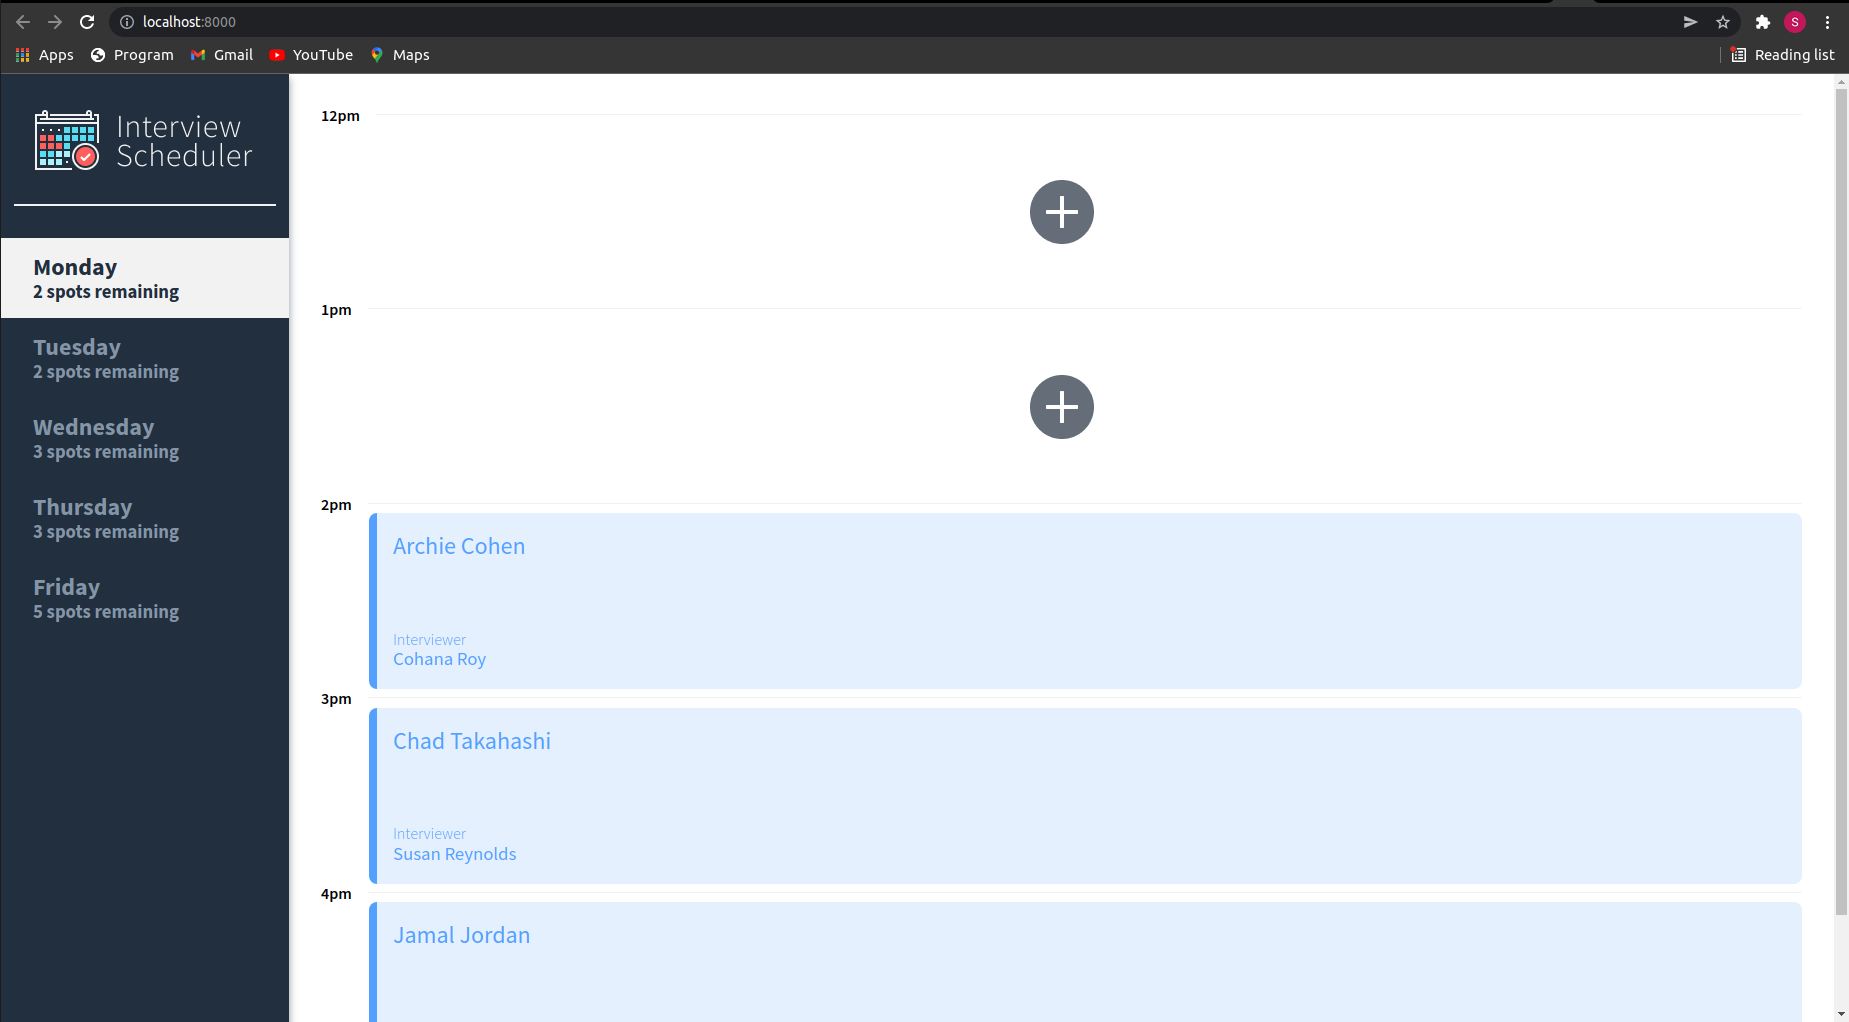 localhost:8000
S
Apps
Program
Gmail
YouTube
Maps
Reading list
Interview
Scheduler
Monday
2 spots remaining
Tuesday
2 spots remaining
Wednesday
3 spots remaining
Thursday
3 spots remaining
Friday
5 spots remaining
12pm
1pm
2pm
Archie Cohen
Interviewer
Cohana Roy
3pm
Chad Takahashi
Interviewer
Susan Reynolds
4pm
Jamal Jordan